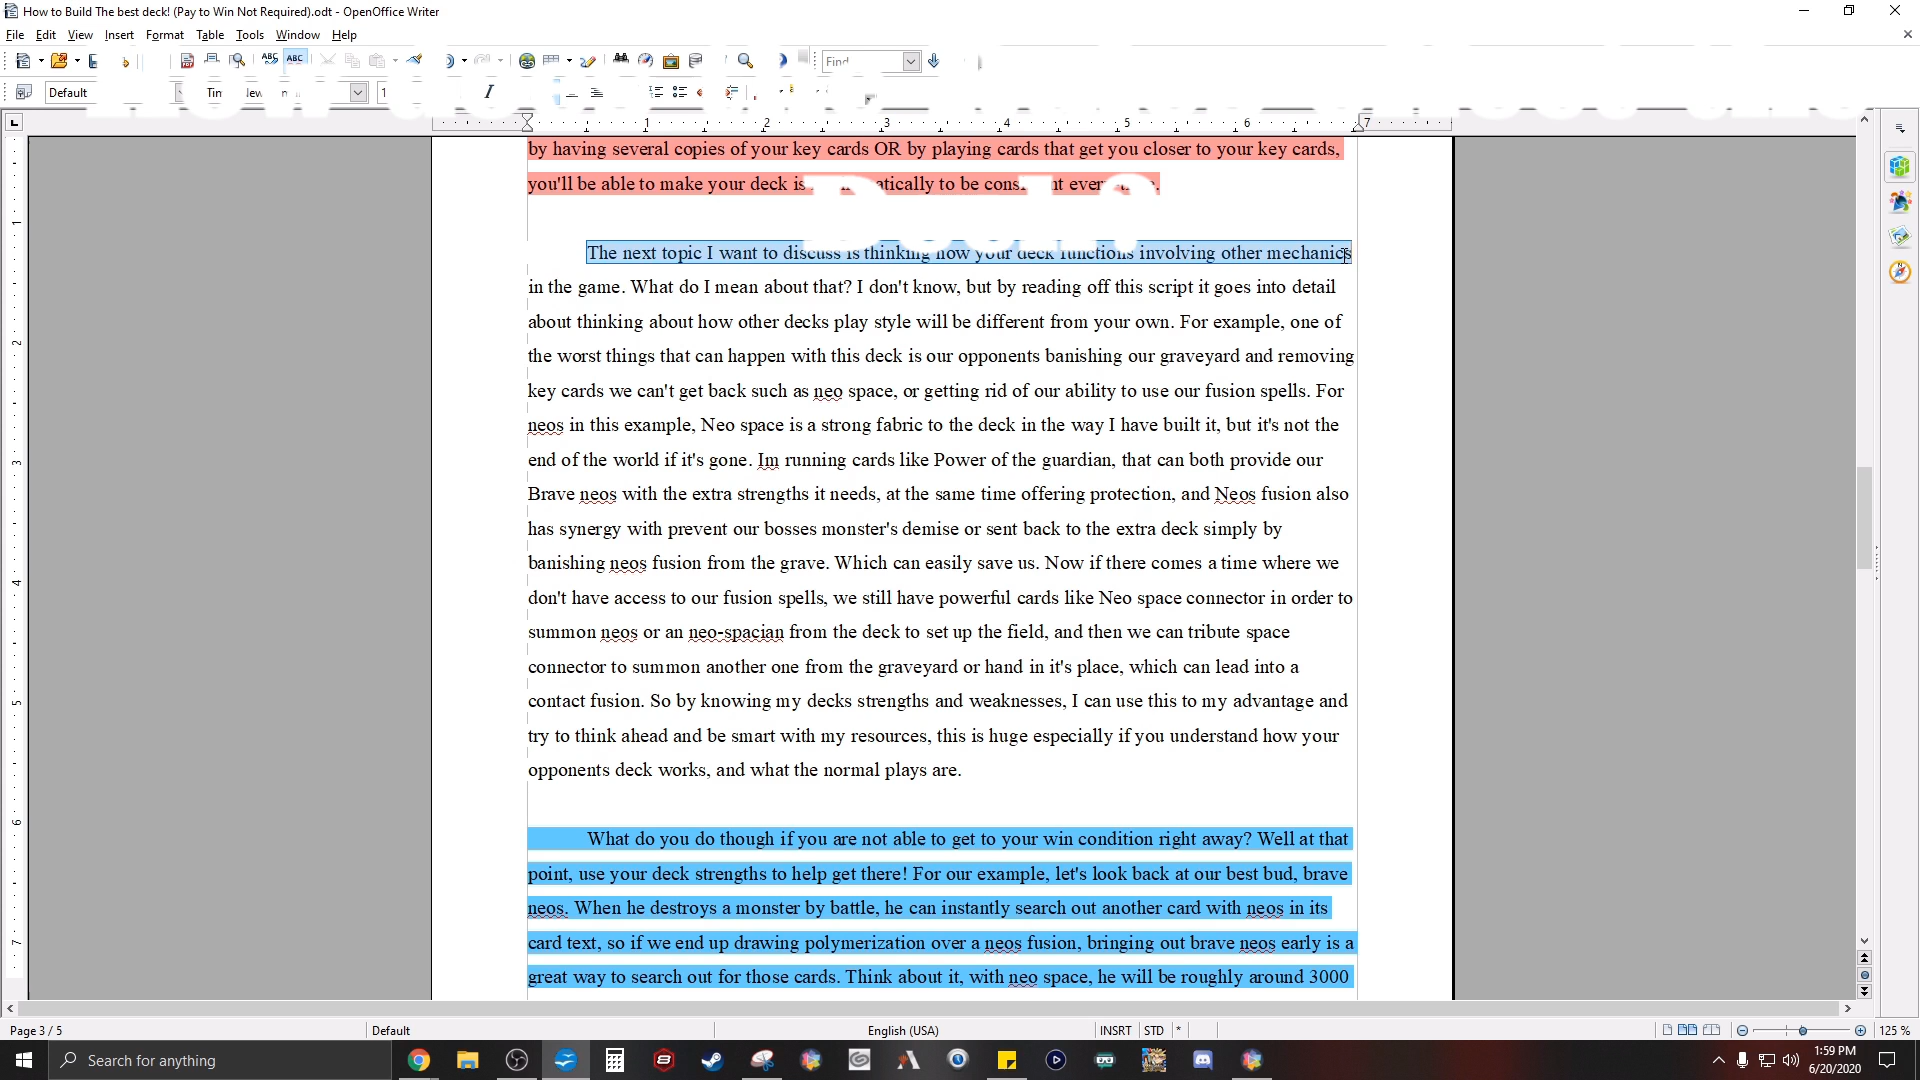 How to Build The best deck! (Pay to Win Not Required).odt - OpenOffice Writer
File Edit View Insert Format Table Tools Window Help
Find
Default
1 2 3 4 5 6 7
by having several copies of your key cards OR by playing cards that get you closer to your key cards,
you'll be able to make your deck
The next topic I want to discuss is thinking how your deck functions involving other mechanics
in the game. What do I mean about that? I don't know, but by reading off this script it goes into detail
about thinking about how other decks play style will be different from your own. For example, one of
the worst things that can happen with this deck is our opponents banishing our graveyard and removing
key cards we can't get back such as neo space, or getting rid of our ability to use our fusion spells. For
neos in this example, Neo space is a strong fabric to the deck in the way I have built it, but it's not the
end of the world if it's gone. Im running cards like Power of the guardian, that can both provide our
Brave neos with the extra strengths it needs, at the same time offering protection, and Neos fusion also
has synergy with prevent our bosses monster's demise or sent back to the extra deck simply by
banishing neos fusion from the grave. Which can easily save us. Now if there comes a time where we
don't have access to our fusion spells, we still have powerful cards like Neo space connector in order to
summon neos or an neo-spacian from the deck to set up the field, and then we can tribute space
connector to summon another one from the graveyard or hand in it's place, which can lead into a
contact fusion. So by knowing my decks strengths and weaknesses, I can use this to my advantage and
try to think ahead and be smart with my resources, this is huge especially if you understand how your
opponents deck works, and what the normal plays are.
What do you do though if you are not able to get to your win condition right away? Well at that
point, use your deck strengths to help get there! For our example, let's look back at our best bud, brave
neos. When he destroys a monster by battle, he can instantly search out another card with neos in its
card text, so if we end up drawing polymerization over a neos fusion, bringing out brave neos early is a
great way to search out for those cards. Think about it, with neo space, he will be roughly around 3000
Page 3 / 5 Default English (USA) INSRT STD * 125 %
Search for anything
1:59 PM
6/20/2020